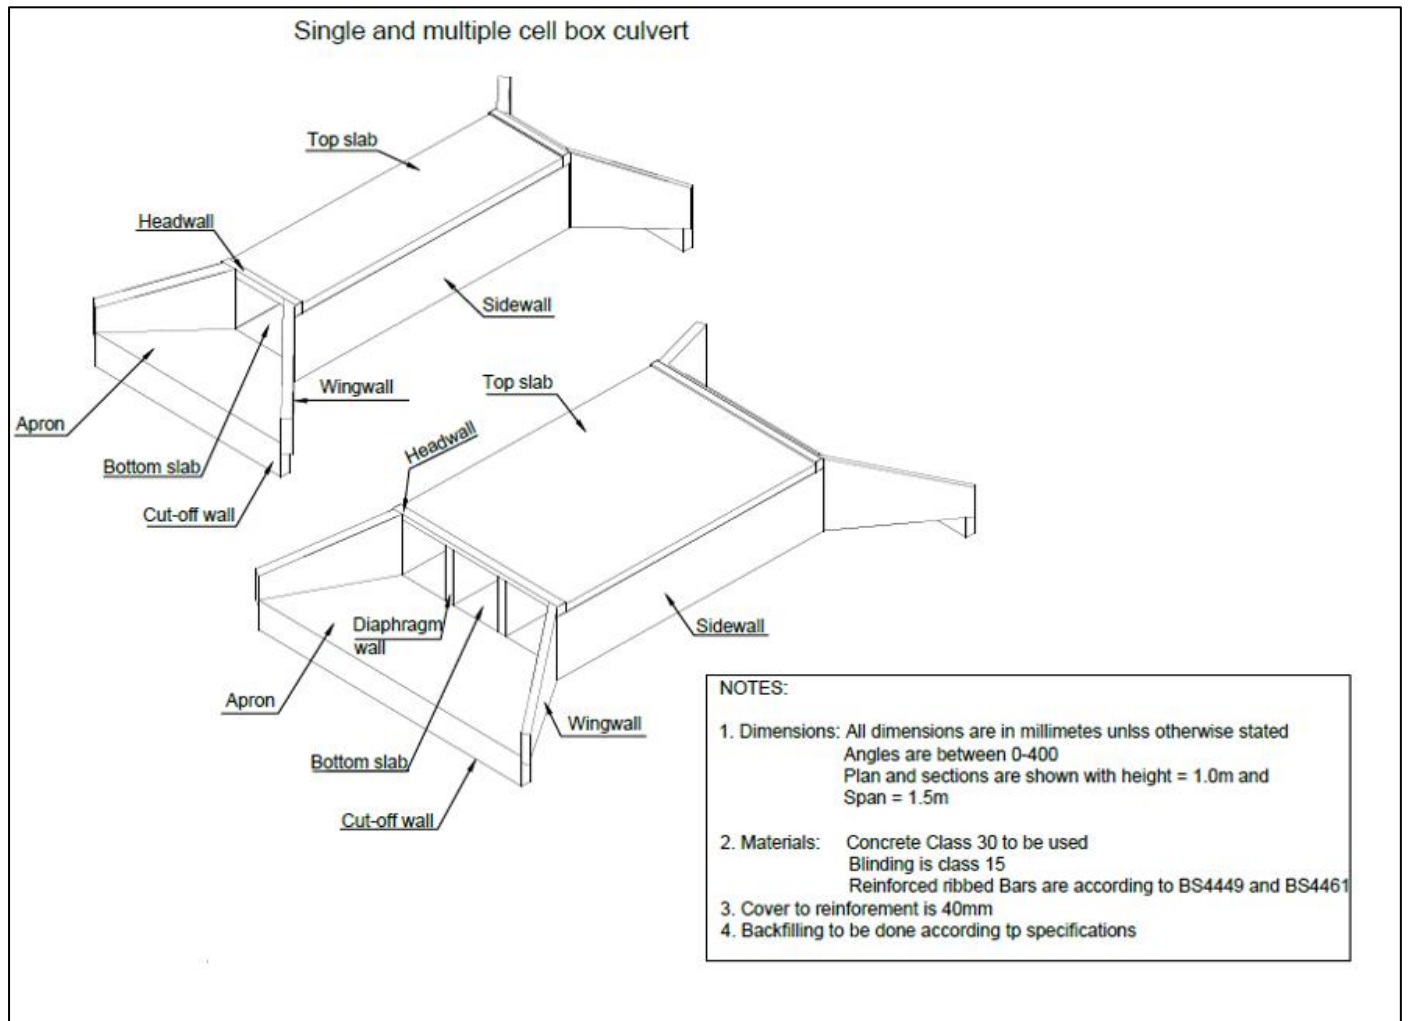 Single and multiple cell box culvert
Top slab
Headwall
Sidewall
Wingwall
Apron
Bottom slab
Cut-off wall
Top slab
Headwall
Diaphragm
wall
Sidewall
Apron
Wingwall
Bottom slab
Cut-off wall
NOTES:
1. Dimensions: All dimensions are in millimetes unlss otherwise stated
Angles are between 0-400
Plan and sections are shown with height = 1.0m and
Span = 1.5m
2. Materials: Concrete Class 30 to be used
Blinding is class 15
Reinforced ribbed Bars are according to BS4449 and BS4461
3. Cover to reinforement is 40mm
4. Backfilling to be done according tp specifications